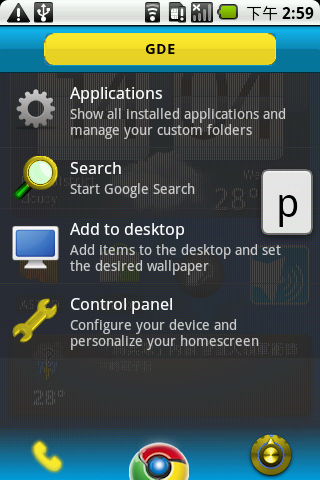 下午 2:59
GDE
Applications
Show all installed applications and
manage your custom folders
Search
Start Google Search
28°
p
Add to desktop
Add items to the desktop and set
the desired wallpaper
Control panel
Configure your device and
personalize your homescreen
28°